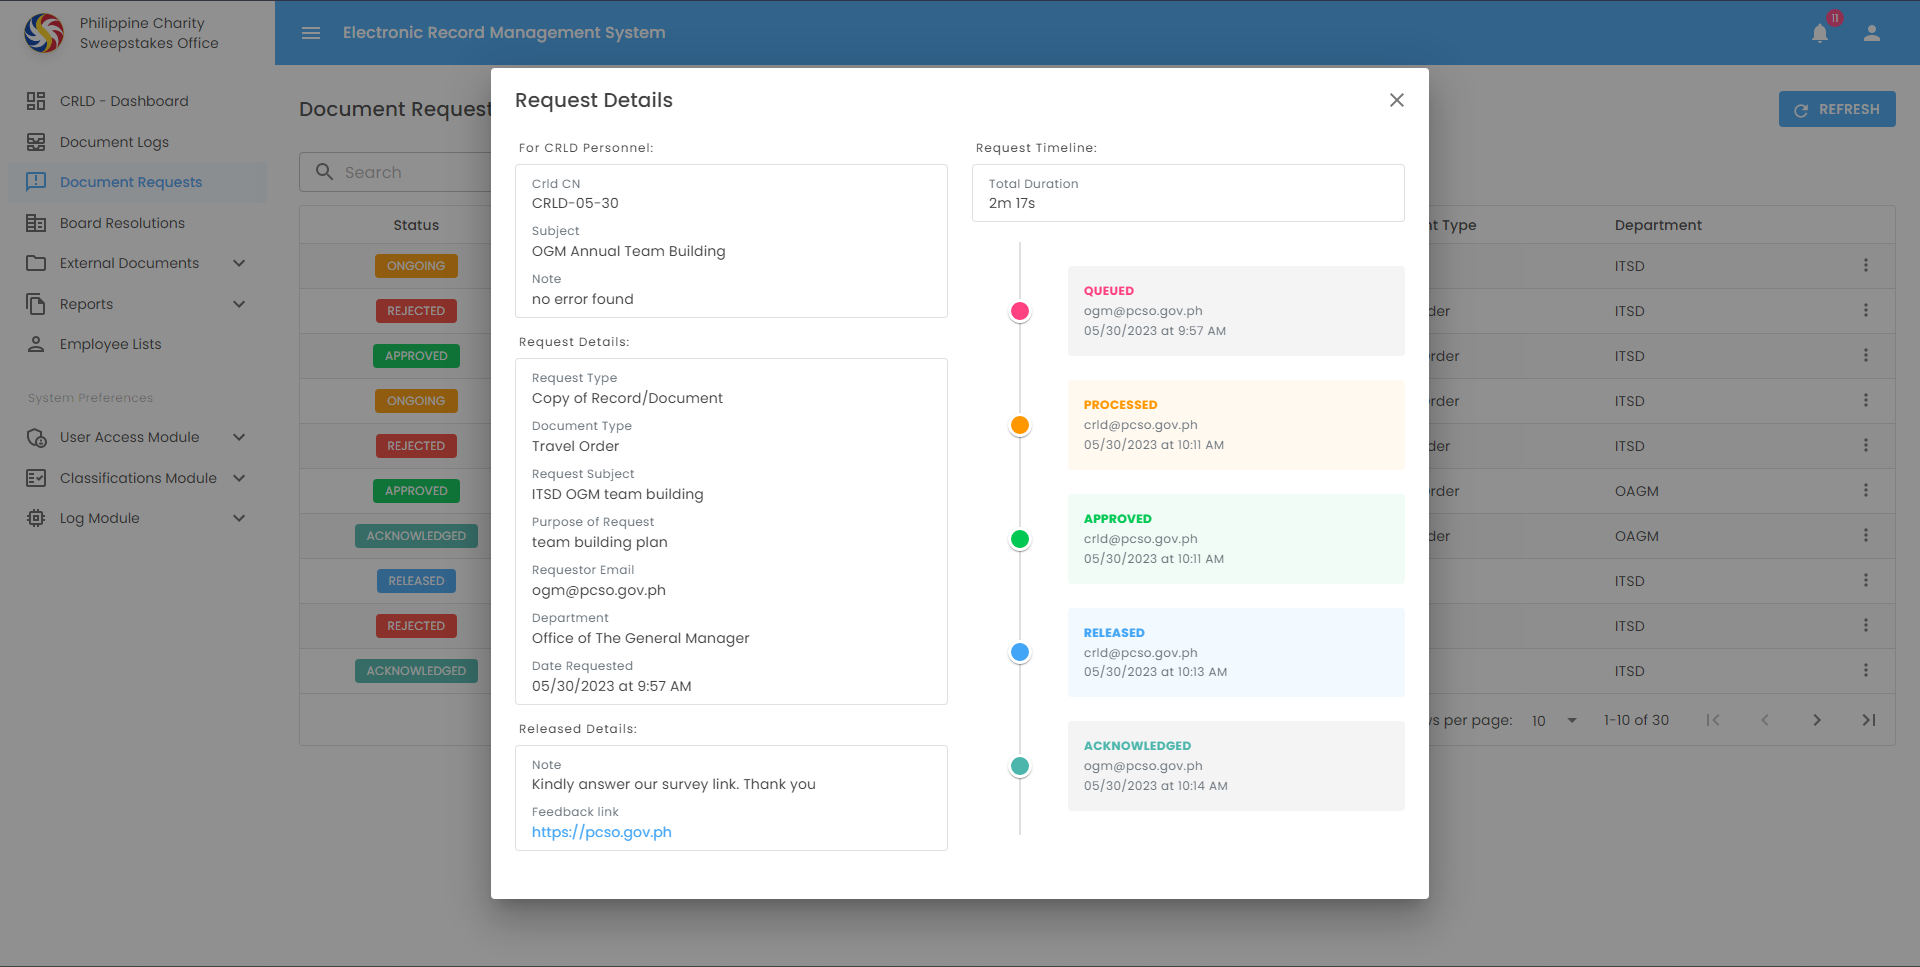 Philippine Charity
Sweepstakes Office
Electronic Record Management System
11
CRLD - Dashboard
Document Logs
Document Requests
Board Resolutions
External Documents
Reports
Employee Lists
System Preferences
User Access Module
Classifications Module
Log Module
Document Request
REFRESH
Search
Status
ONGOING
REJECTED
APPROVED
ONGOING
REJECTED
APPROVED
ACKNOWLEDGED
RELEASED
REJECTED
ACKNOWLEDGED
Request Details
For CRLD Personnel:
Crld CN
CRLD-05-30
Subject
OGM Annual Team Building
Note
no error found
Request Details:
Request Type
Copy of Record/Document
Document Type
Travel Order
Request Subject
ITSD OGM team building
Purpose of Request
team building plan
Requestor Email
ogm@pcso.gov.ph
Department
Office of The General Manager
Date Requested
05/30/2023 at 9:57 AM
Released Details:
Note
Kindly answer our survey link. Thank you
Feedback link
https://pcso.gov.ph
Request Timeline:
Total Duration
2m 17s
QUEUED
ogm@pcso.gov.ph
05/30/2023 at 9:57 AM
PROCESSED
crld@pcso.gov.ph
05/30/2023 at 10:11 AM
APPROVED
crld@pcso.gov.ph
05/30/2023 at 10:11 AM
RELEASED
crld@pcso.gov.ph
05/30/2023 at 10:13 AM
ACKNOWLEDGED
ogm@pcso.gov.ph
05/30/2023 at 10:14 AM
Type Department
ITSD
ITSD
ITSD
ITSD
ITSD
OAGM
OAGM
ITSD
ITSD
ITSD
per page: 10 1-10 of 30